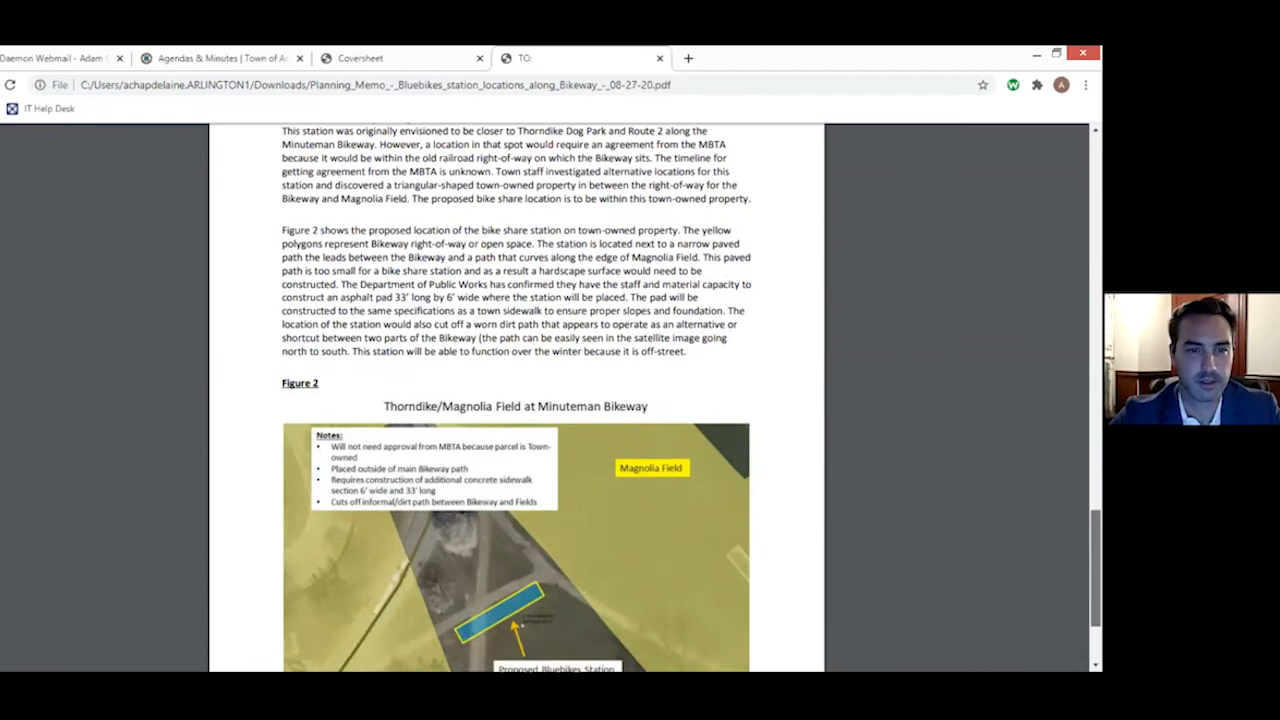 Daemon Webmail - Adam C
Agendas & Minutes | Town of A
Coversheet
TO:
File
C:/Users/achapdelaine.ARLINGTON1/Downloads/Planning_Memo_-_Bluebikes_station_locations_along_Bikeway_-_08-27-20.pdf
A
IT Help Desk
This station was originally envisioned to be closer to Thorndike Dog Park and Route 2 along the
Minuteman Bikeway. However, a location in that spot would require an agreement from the MBTA
because it would be within the old railroad right-of-way on which the Bikeway sits. The timeline for
getting agreement from the MBTA is unknown. Town staff investigated alternative locations for this
station and discovered a triangular-shaped town-owned property in between the right-of-way for the
Bikeway and Magnolia Field. The proposed bike share location is to be within this town-owned property.
Figure 2 shows the proposed location of the bike share station on town-owned property. The yellow
polygons represent Bikeway right-of-way or open space. The station is located next to a narrow paved
path the leads between the Bikeway and a path that curves along the edge of Magnolia Field. This paved
path is too small for a bike share station and as a result a hardscape surface would need to be
constructed. The Department of Public Works has confirmed they have the staff and material capacity to
construct an asphalt pad 33' long by 6' wide where the station will be placed. The pad will be
constructed to the same specifications as a town sidewalk to ensure proper slopes and foundation. The
location of the station would also cut off a worn dirt path that appears to operate as an alternative or
shortcut between two parts of the Bikeway (the path can be easily seen in the satellite image going
north to south. This station will be able to function over the winter because it is off-street.
Figure 2
Thorndike/Magnolia Field at Minuteman Bikeway
Notes:
• Will not need approval from MBTA because parcel is Town-
owned
• Placed outside of main Bikeway path
• Requires construction of additional concrete sidewalk
section 6' wide and 33' long
• Cuts off informal/dirt path between Bikeway and Fields
Magnolia Field
Proposed Bluebikes Station